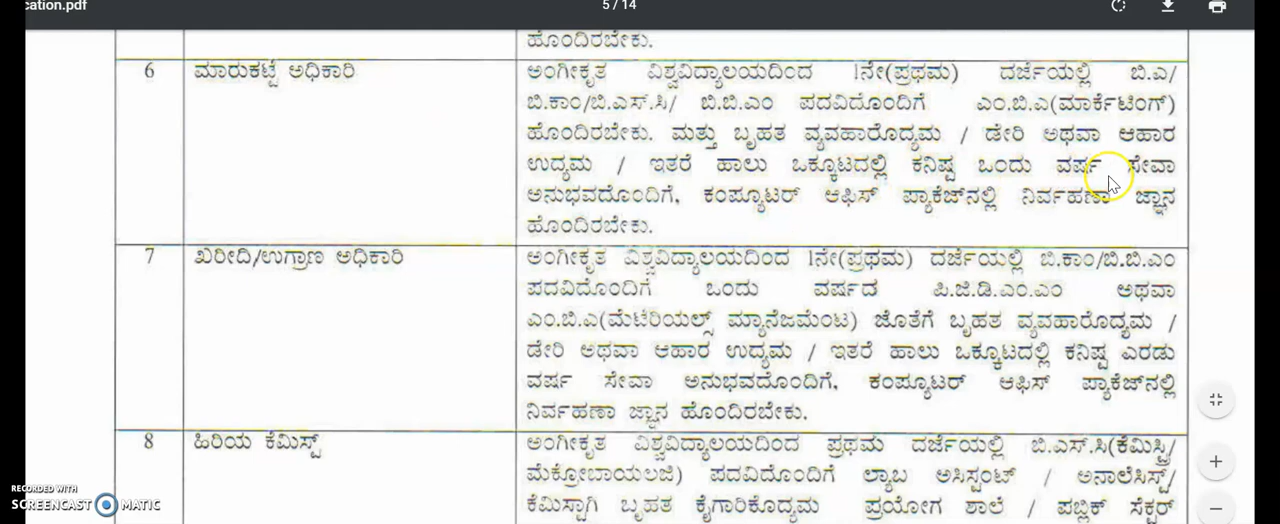 cation.pdf
5 / 14
ಹೊಂದಿರಬೇಕು.
6 ಮಾರುಕಟ್ಟೆ ಅಧಿಕಾರಿ
ಅಂಗೀಕೃತ ವಿಶ್ವವಿದ್ಯಾಲಯದಿಂದ 1ನೇ(ಪ್ರಥಮ) ದರ್ಜೆಯಲ್ಲಿ ಬಿ.ಎ/
ಬಿ.ಕಾಂ/ಬಿ.ಎಸ್.ಸಿ/ ಬಿ.ಬಿ.ಎಂ ಪದವಿದೊಂದಿಗೆ ಎಂ.ಬಿ.ಎ(ಮಾರ್ಕೆಟಿಂಗ್)
ಹೊಂದಿರಬೇಕು. ಮತ್ತು ಬೃಹತ ವ್ಯವಹಾರೊದ್ಯಮ / ಡೇರಿ ಅಥವಾ ಆಹಾರ
ಉದ್ಯಮ / ಇತರೆ ಹಾಲು ಒಕ್ಕೂಟದಲ್ಲಿ ಕನಿಷ್ಟ ಒಂದು ವರ್ಷ ಸೇವಾ
ಅನುಭವದೊಂದಿಗೆ, ಕಂಪ್ಯೂಟರ್ ಆಫಿಸ್ ಪ್ಯಾಕೆಜ್‌ನಲ್ಲಿ ನಿರ್ವಹಣಾ ಜ್ಞಾನ
ಹೊಂದಿರಬೇಕು.
7 ಖರೀದಿ/ಉಗ್ರಾಣ ಅಧಿಕಾರಿ
ಅಂಗೀಕೃತ ವಿಶ್ವವಿದ್ಯಾಲಯದಿಂದ 1ನೇ(ಪ್ರಥಮ) ದರ್ಜೆಯಲ್ಲಿ ಬಿ.ಕಾಂ/ಬಿ.ಬಿ.ಎಂ
ಪದವಿದೊಂದಿಗೆ ಒಂದು ವರ್ಷದ ಪಿ.ಜಿ.ಡಿ.ಎಂ.ಎಂ ಅಥವಾ
ಎಂ.ಬಿ.ಎ(ಮೆಟಿರಿಯಲ್ಸ್ ಮ್ಯಾನೆಜಮೆಂಟ) ಜೊತೆಗೆ ಬೃಹತ ವ್ಯವಹಾರೊದ್ಯಮ /
ಡೇರಿ ಅಥವಾ ಆಹಾರ ಉದ್ಯಮ / ಇತರೆ ಹಾಲು ಒಕ್ಕೂಟದಲ್ಲಿ ಕನಿಷ್ಟ ಎರಡು
ವರ್ಷ ಸೇವಾ ಅನುಭವದೊಂದಿಗೆ, ಕಂಪ್ಯೂಟರ್ ಆಫಿಸ್ ಪ್ಯಾಕೆಜ್‌ನಲ್ಲಿ
ನಿರ್ವಹಣಾ ಜ್ಞಾನ ಹೊಂದಿರಬೇಕು.
8 ಹಿರಿಯ ಕೆಮಿಸ್ಟ್
ಅಂಗೀಕೃತ ವಿಶ್ವವಿದ್ಯಾಲಯದಿಂದ ಪ್ರಥಮ ದರ್ಜೆಯಲ್ಲಿ ಬಿ.ಎಸ್.ಸಿ(ಕೆಮಿಸ್ಟ್ರಿ/
ಮೆಕ್ರೋಬಾಯಲಜಿ) ಪದವಿದೊಂದಿಗೆ ಲ್ಯಾಬ ಅಸಿಸ್ಟಂಟ್ / ಅನಾಲೆಸಿಸ್ಟ್/
ಕೆಮಿಸ್ಟಾಗಿ ಬೃಹತ ಕೈಗಾರಿಕೊದ್ಯಮ ಪ್ರಯೋಗ ಶಾಲೆ / ಪಬ್ಲಿಕ್ ಸೆಕ್ಟರ್
RECORDED WITH
SCREENCAST MATIC